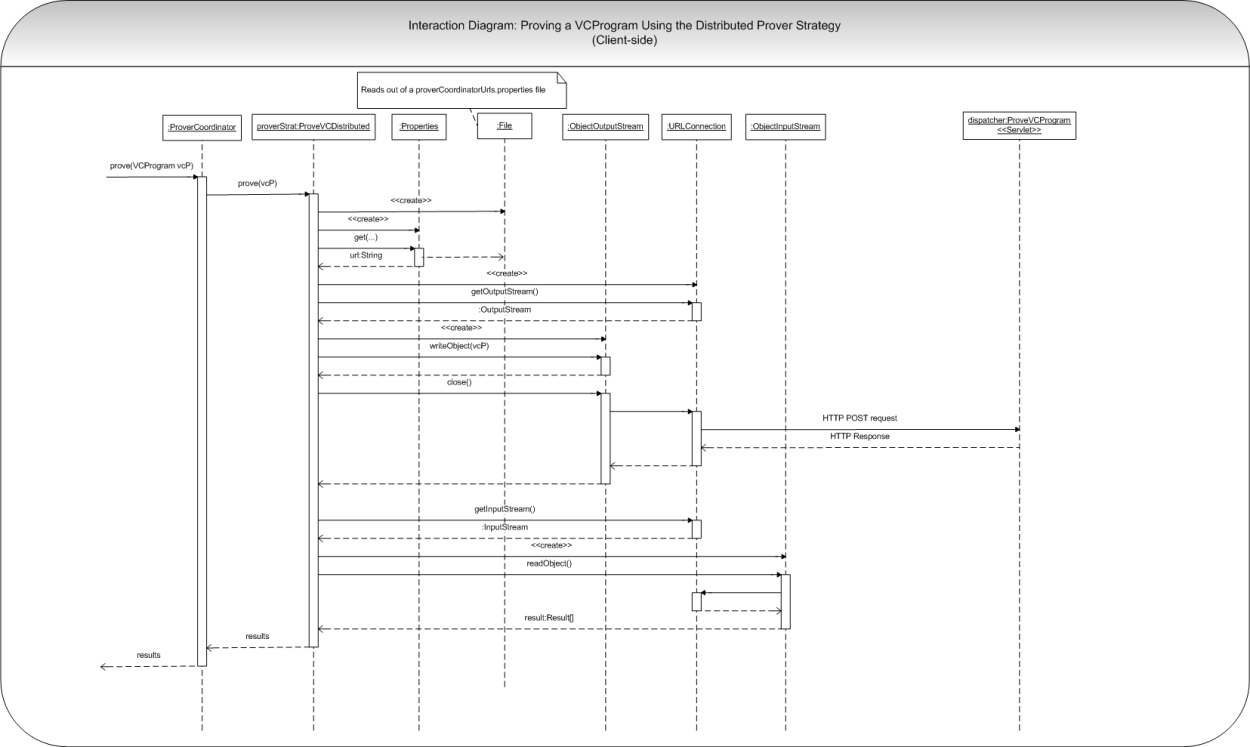 Interaction Diagram: Proving a VCProgram Using the Distributed Prover Strategy
(Client-side)
Reads out of a proverCoordinatorUrls.properties file
:ProverCoordinator
proverStrat:ProveVCDistributed
:Properties
:File
:ObjectOutputStream
:URLConnection
:ObjectInputStream
dispatcher:ProveVCProgram
<<Servlet>>
prove(VCProgram vcP)
prove(vcP)
<<create>>
<<create>>
get(...)
url:String
<<create>>
getOutputStream()
:OutputStream
<<create>>
writeObject(vcP)
close()
HTTP POST request
HTTP Response
getInputStream()
:InputStream
<<create>>
readObject()
result:Result[]
results
results